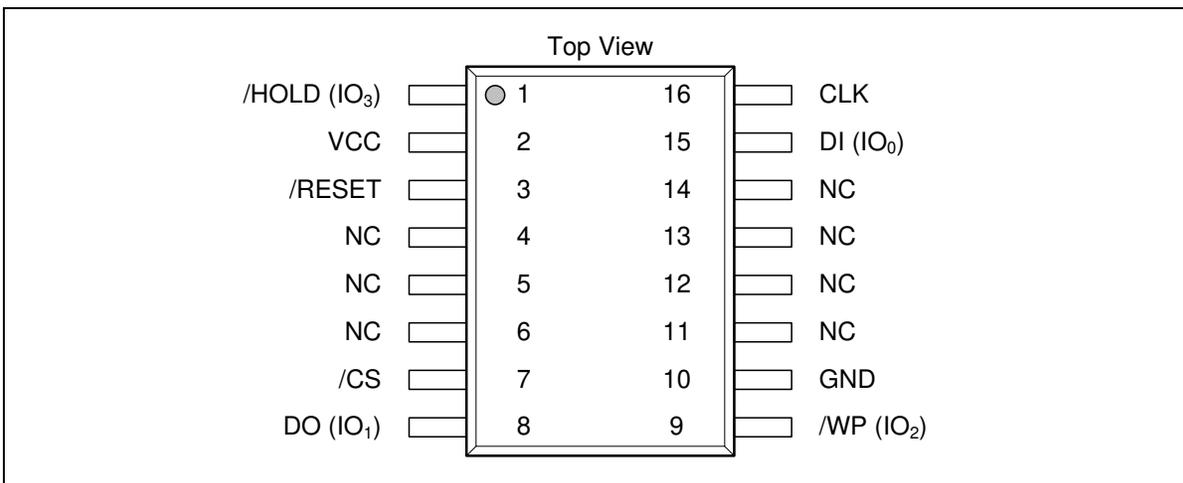 Top View
/HOLD (IO₃) 1 16 CLK
VCC 2 15 DI (IO₀)
/RESET 3 14 NC
NC 4 13 NC
NC 5 12 NC
NC 6 11 NC
/CS 7 10 GND
DO (IO₁) 8 9 /WP (IO₂)